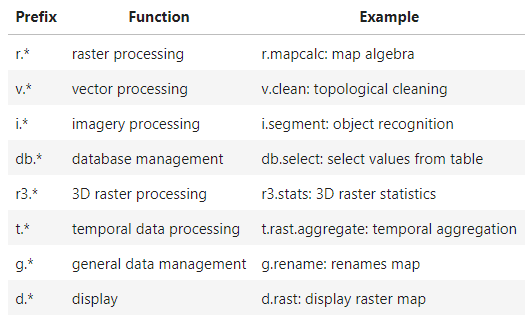 Prefix Function Example
r.* raster processing r.mapcalc: map algebra
v.* vector processing v.clean: topological cleaning
i.* imagery processing i.segment: object recognition
db.* database management db.select: select values from table
r3.* 3D raster processing r3.stats: 3D raster statistics
t.* temporal data processing t.rast.aggregate: temporal aggregation
g.* general data management g.rename: renames map
d.* display d.rast: display raster map